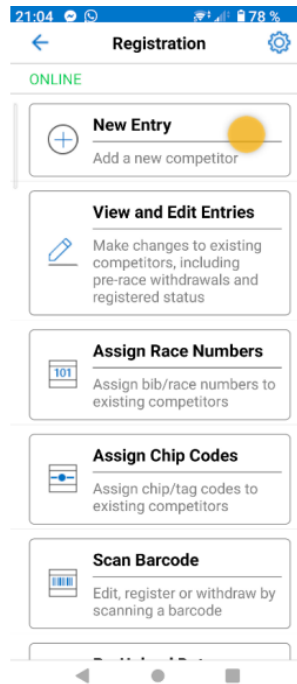 21:04 78 %
Registration
ONLINE
New Entry
Add a new competitor
View and Edit Entries
Make changes to existing
competitors, including
pre-race withdrawals and
registered status
Assign Race Numbers
101
Assign bib/race numbers to
existing competitors
Assign Chip Codes
Assign chip/tag codes to
existing competitors
Scan Barcode
Edit, register or withdraw by
scanning a barcode